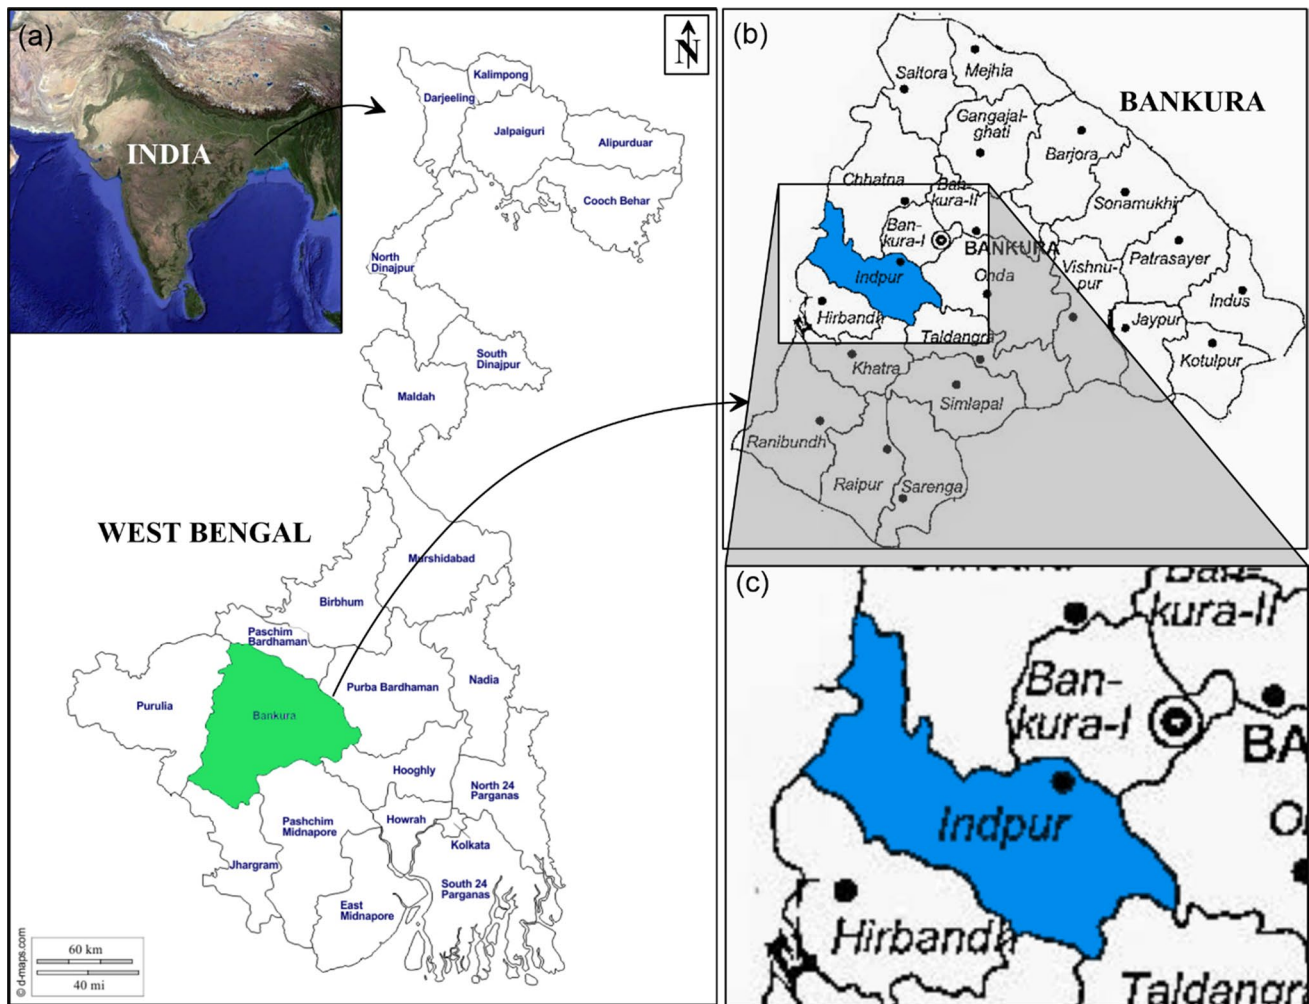 (a)
INDIA
N
Kalimpong
Darjeeling
Jalpaiguri
Alipurduar
Cooch Behar
North
Dinajpur
South
Dinajpur
Maldah
WEST BENGAL
Murshidabad
Birbhum
Paschim
Bardhaman
Purulia
Bankura
Purba Bardhaman
Nadia
Hooghly
North 24
Parganas
Pashchim
Midnapore
Howrah
Kolkata
Jhargram
South 24
Parganas
East
Midnapore
60 km
40 mi
© d-maps.com
(b)
BANKURA
Saltora
Mejhia
Gangajal-
ghati
Barjora
Chhatna
Ban-
kura-II
Sonamukhi
Ban-
kura-I
BANKURA
Vishnu-
pur
Patrasayer
Indpur
Onda
Indus
Hirbandh
Taldangra
Jaypur
Kotulpur
Khatra
Simlapal
Ranibundh
Raipur
Sarenga
(c)
Ban-
kura-II
Ban-
kura-I
BA
Indpur
Hirbandh
Taldangr